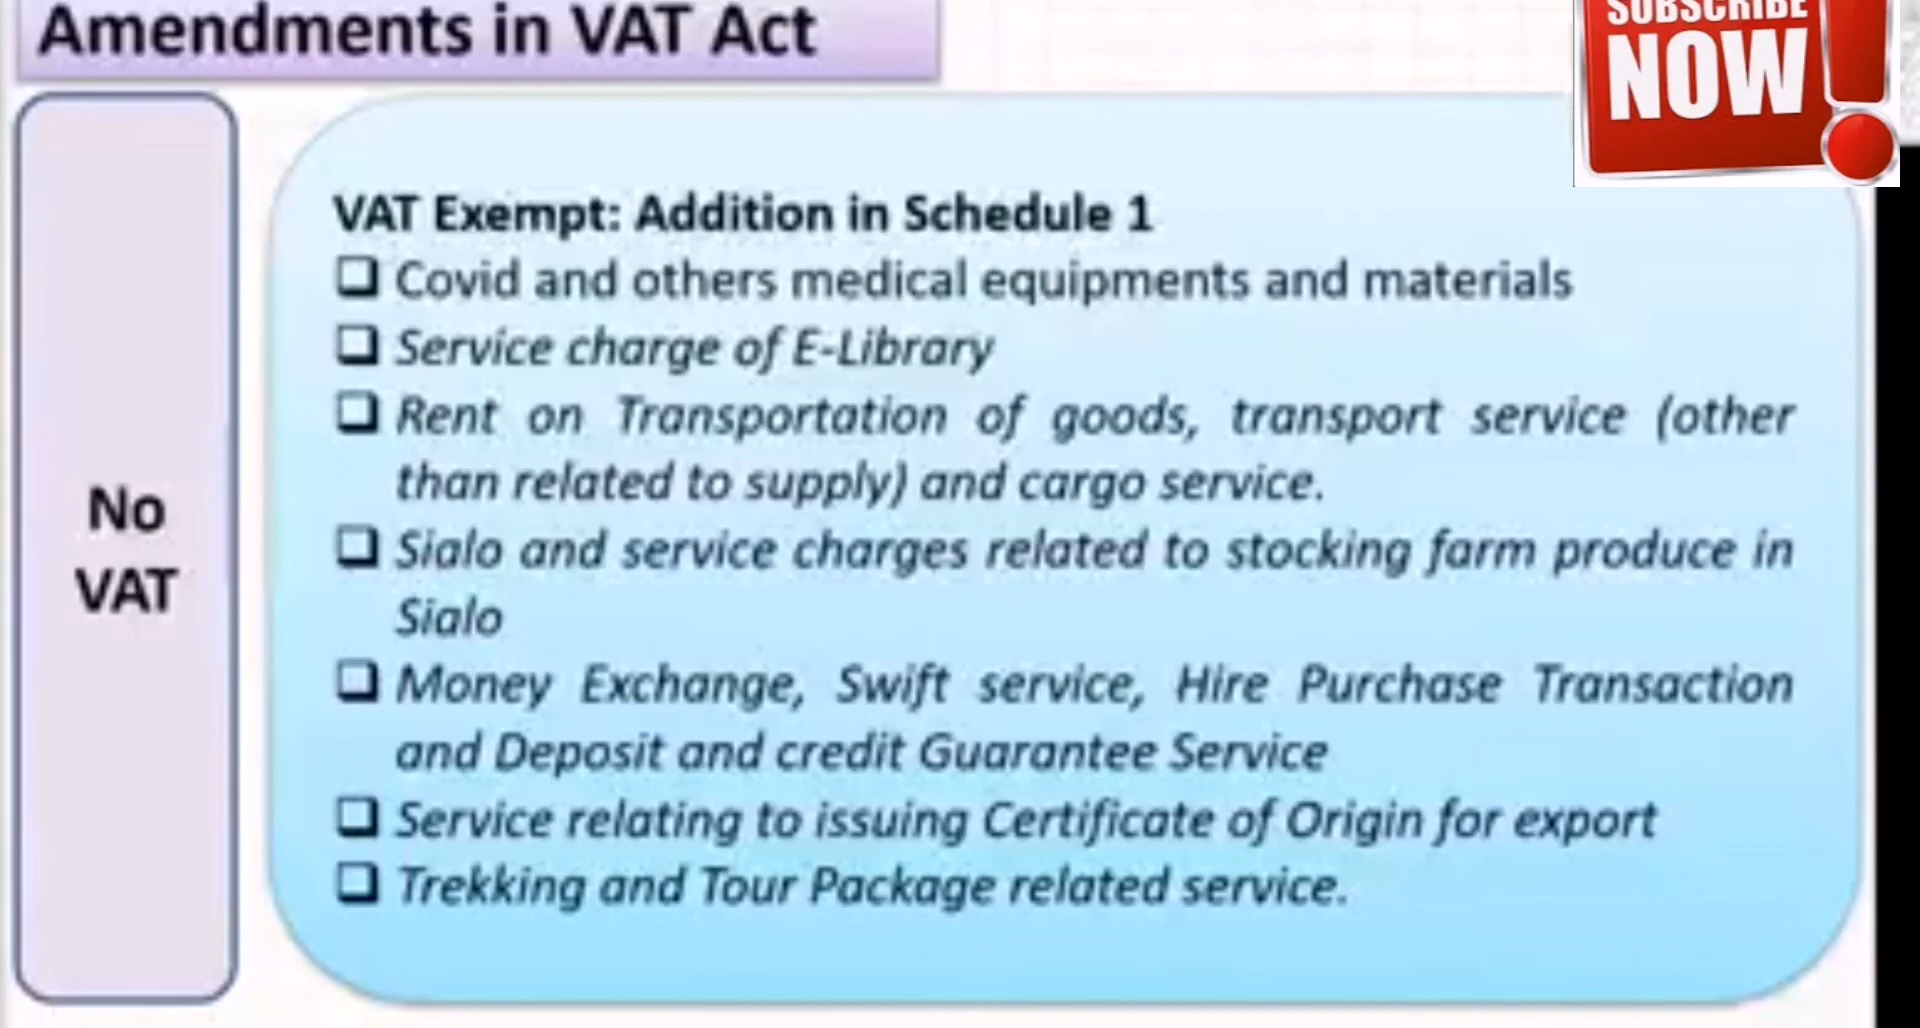 Amendments in VAT Act
SUBSCRIBE
NOW
No
VAT
VAT Exempt: Addition in Schedule 1
❑ Covid and others medical equipments and materials
❑ Service charge of E-Library
❑ Rent on Transportation of goods, transport service (other
than related to supply) and cargo service.
❑ Sialo and service charges related to stocking farm produce in
Sialo
❑ Money Exchange, Swift service, Hire Purchase Transaction
and Deposit and credit Guarantee Service
❑ Service relating to issuing Certificate of Origin for export
❑ Trekking and Tour Package related service.